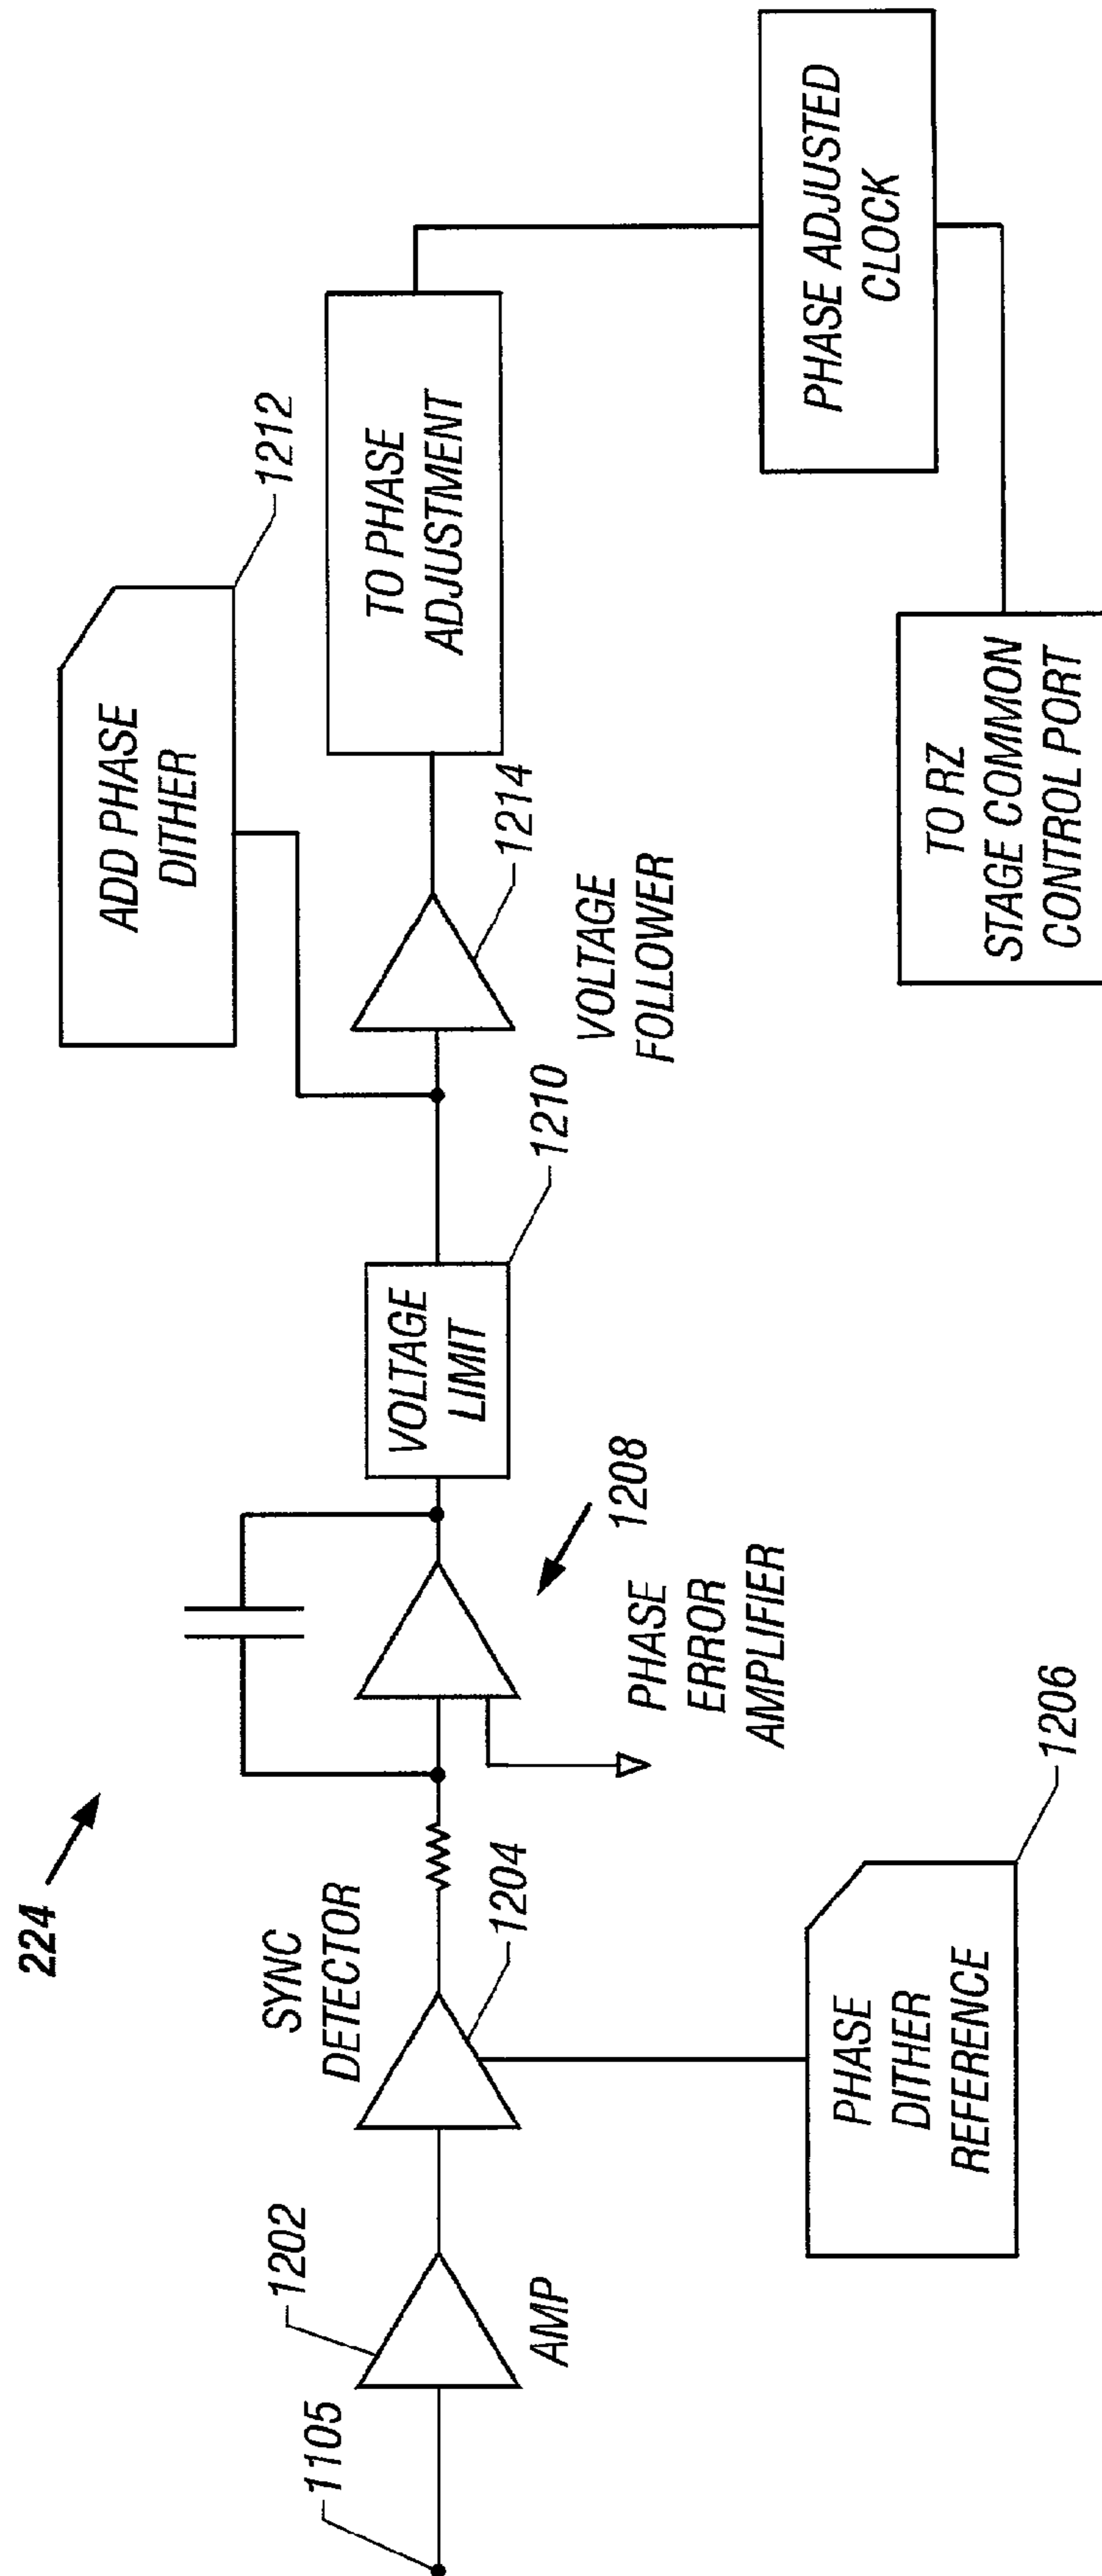 224
1105
1202
AMP
SYNC
DETECTOR
1204
PHASE
DITHER
REFERENCE
1206
PHASE
ERROR
AMPLIFIER
1208
VOLTAGE
LIMIT
1210
ADD PHASE
DITHER
1212
VOLTAGE
FOLLOWER
1214
TO PHASE
ADJUSTMENT
PHASE ADJUSTED
CLOCK
TO RZ
STAGE COMMON
CONTROL PORT